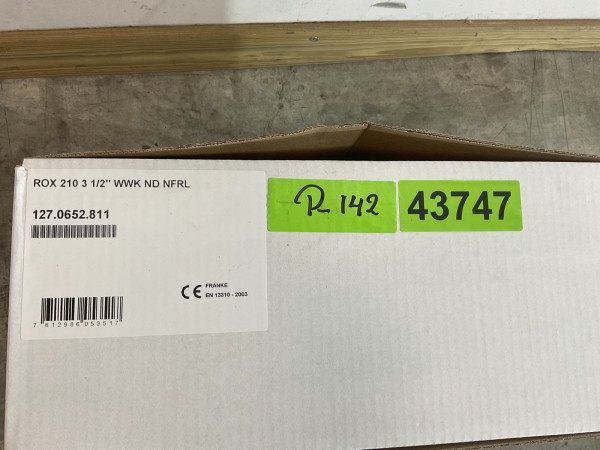 ROX 210 3 1/2" WWK ND NFRL
127.0652.811
CE FRANKE
EN 13310 - 2003
7 612986 053517
R 142
43747